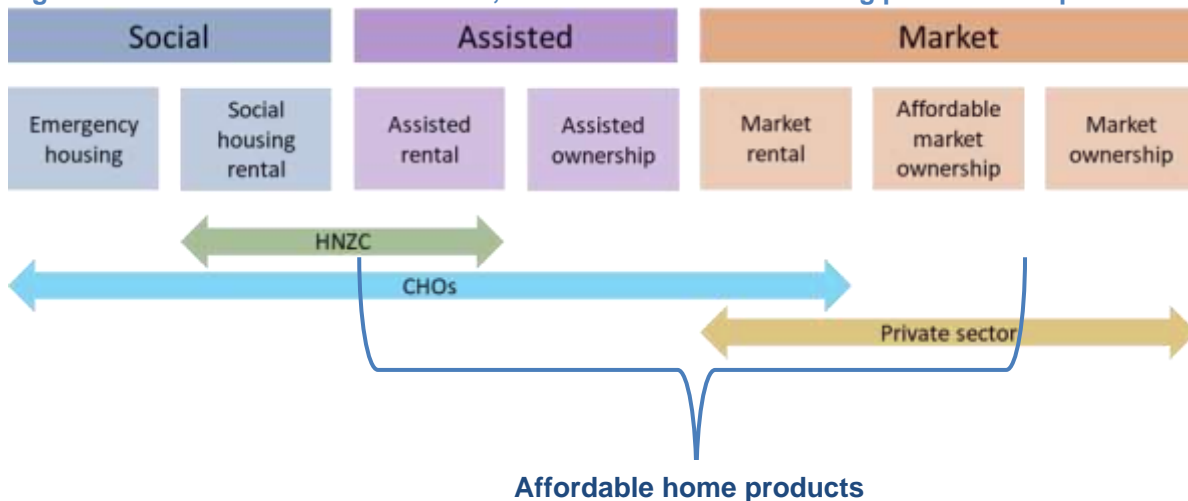 Social
Assisted
Market
Emergency
housing
Social
housing
rental
Assisted
rental
Assisted
ownership
Market
rental
Affordable
market
ownership
Market
ownership
HNZC
CHOs
Private sector
Affordable home products